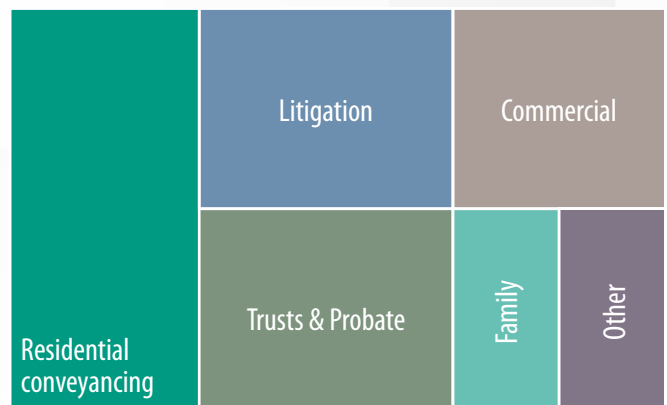 Litigation
Commercial
Residential
conveyancing
Trusts & Probate
Family
Other